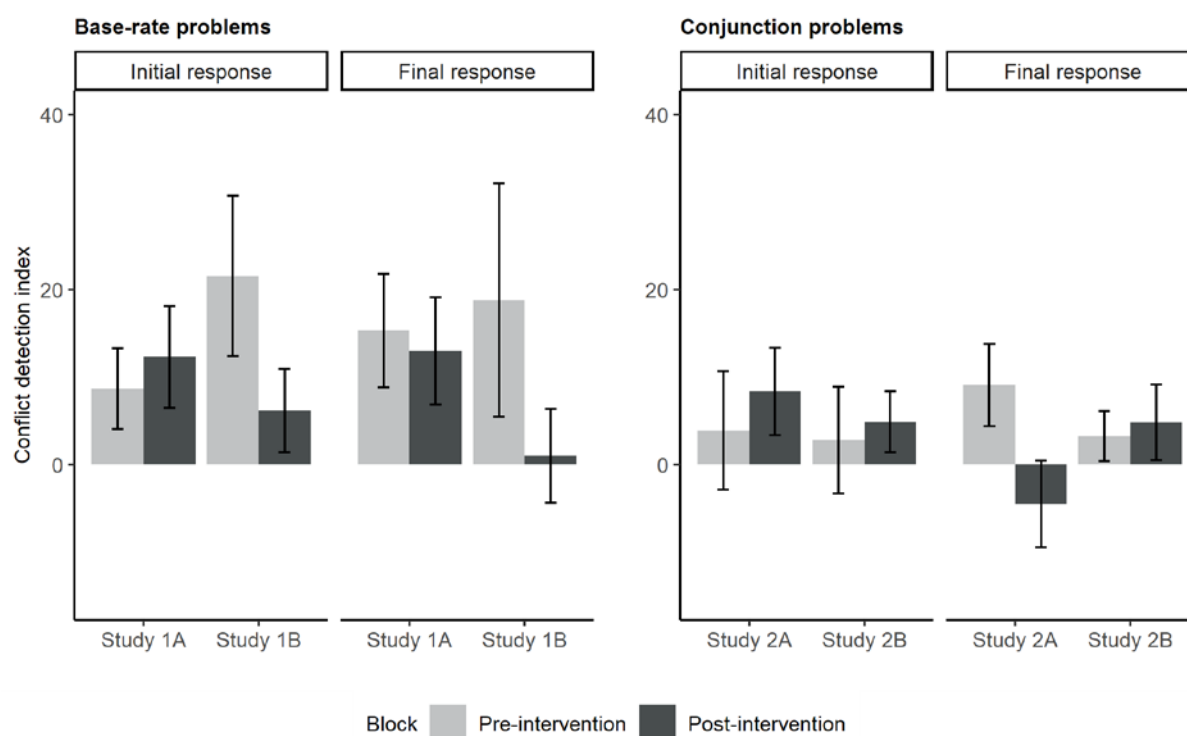 Base-rate problems
Conjunction problems
Initial response
Final response
Initial response
Final response
Conflict detection index
40
20
0
40
20
0
Study 1A
Study 1B
Study 1A
Study 1B
Study 2A
Study 2B
Study 2A
Study 2B
Block
Pre-intervention
Post-intervention